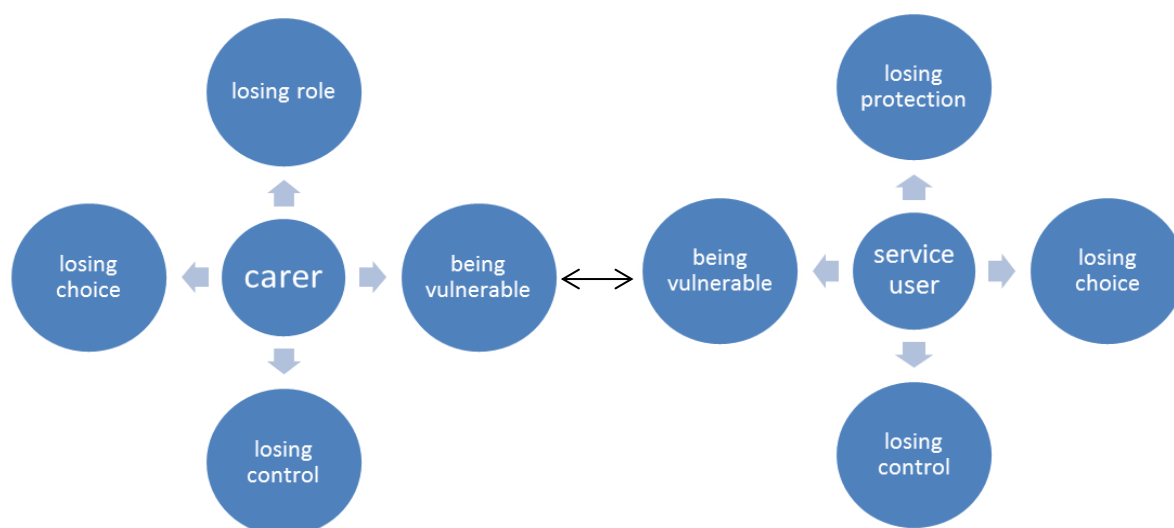 losing role
losing
choice
carer
being
vulnerable
losing
control
losing
protection
being
vulnerable
service
user
losing
choice
losing
control